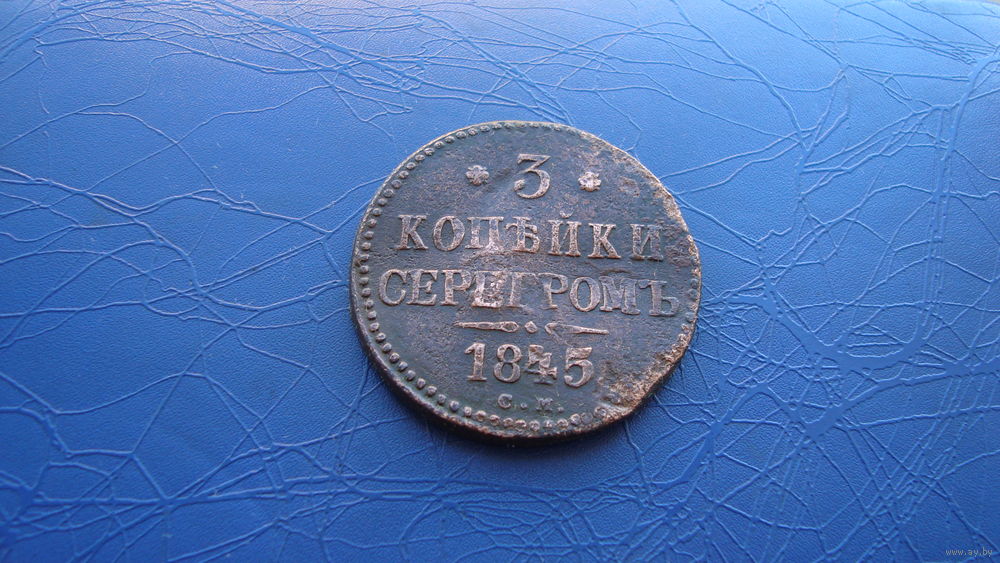 * 3 *
КОПѢЙКИ
СЕРЕБРОМЪ
1845
С. М.
www.ay.by